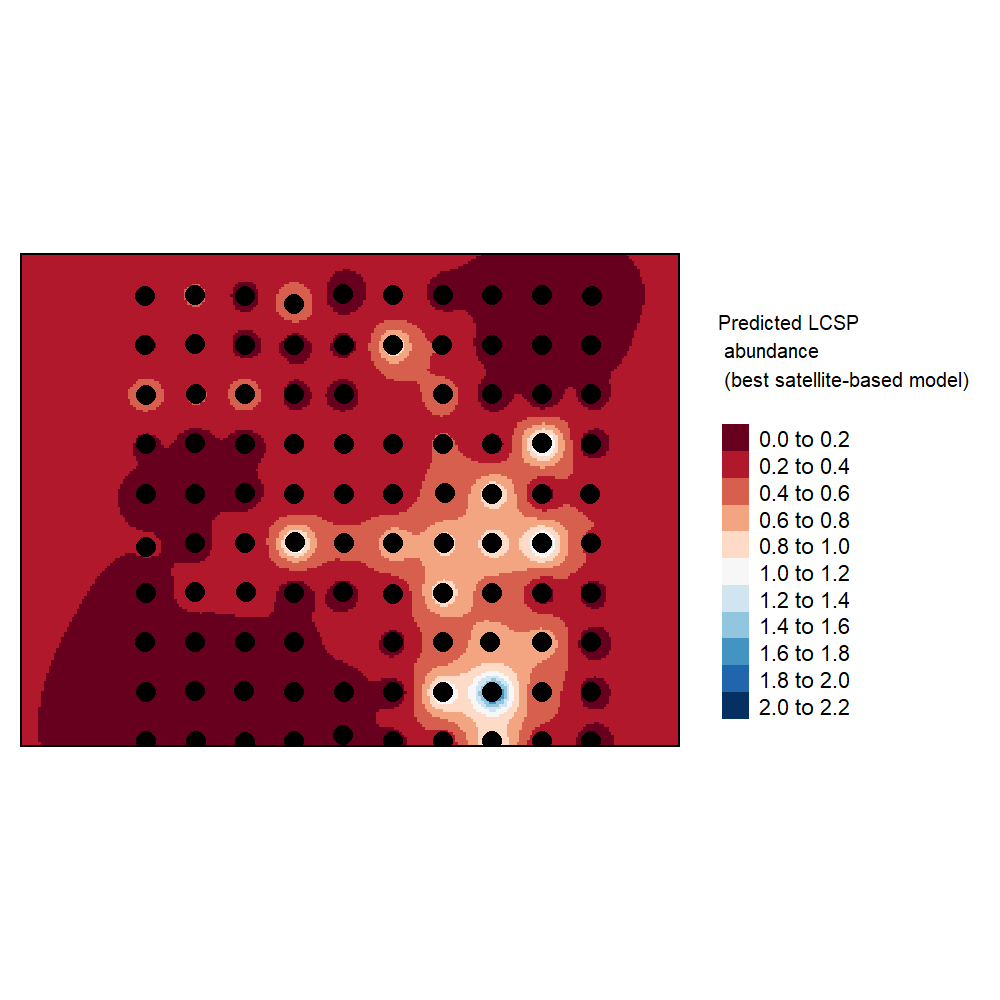 Predicted LCSP
abundance
(best satellite-based model)
0.0 to 0.2
0.2 to 0.4
0.4 to 0.6
0.6 to 0.8
0.8 to 1.0
1.0 to 1.2
1.2 to 1.4
1.4 to 1.6
1.6 to 1.8
1.8 to 2.0
2.0 to 2.2